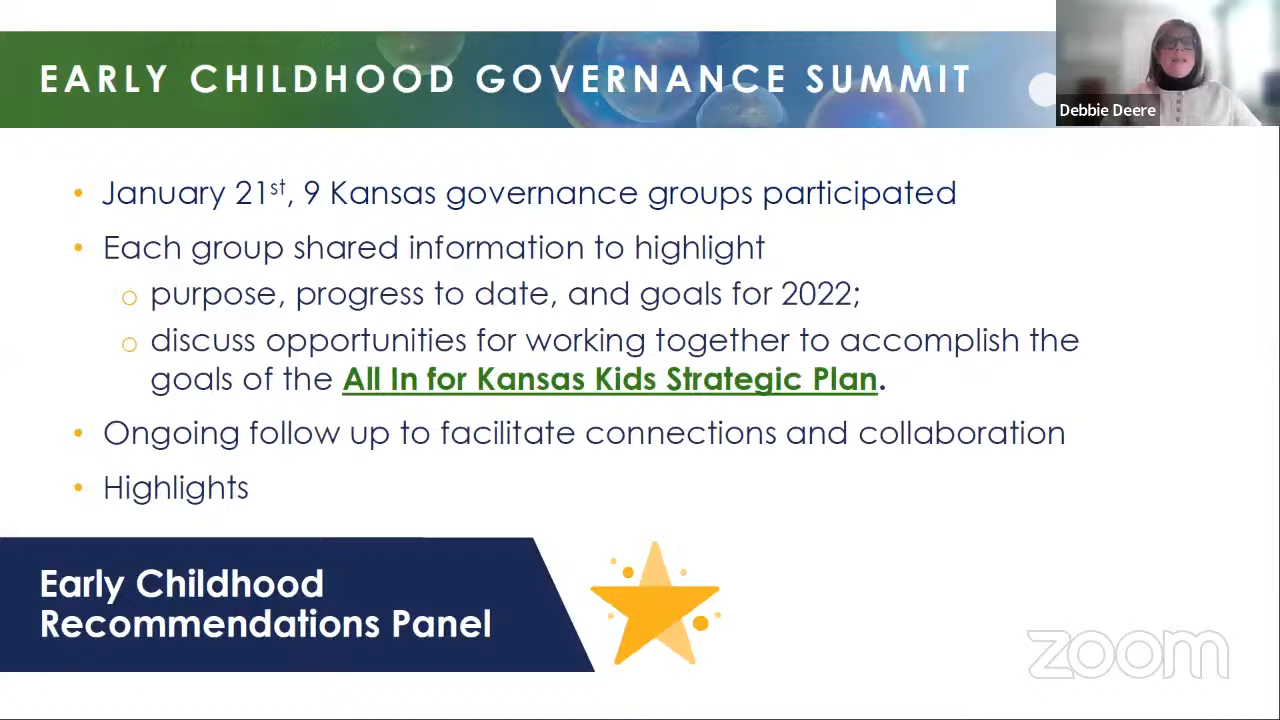 EARLY CHILDHOOD GOVERNANCE SUMMIT
Debbie Deere
• January 21st, 9 Kansas governance groups participated
• Each group shared information to highlight
o purpose, progress to date, and goals for 2022;
o discuss opportunities for working together to accomplish the
goals of the All In for Kansas Kids Strategic Plan.
• Ongoing follow up to facilitate connections and collaboration
• Highlights
Early Childhood
Recommendations Panel
zoom